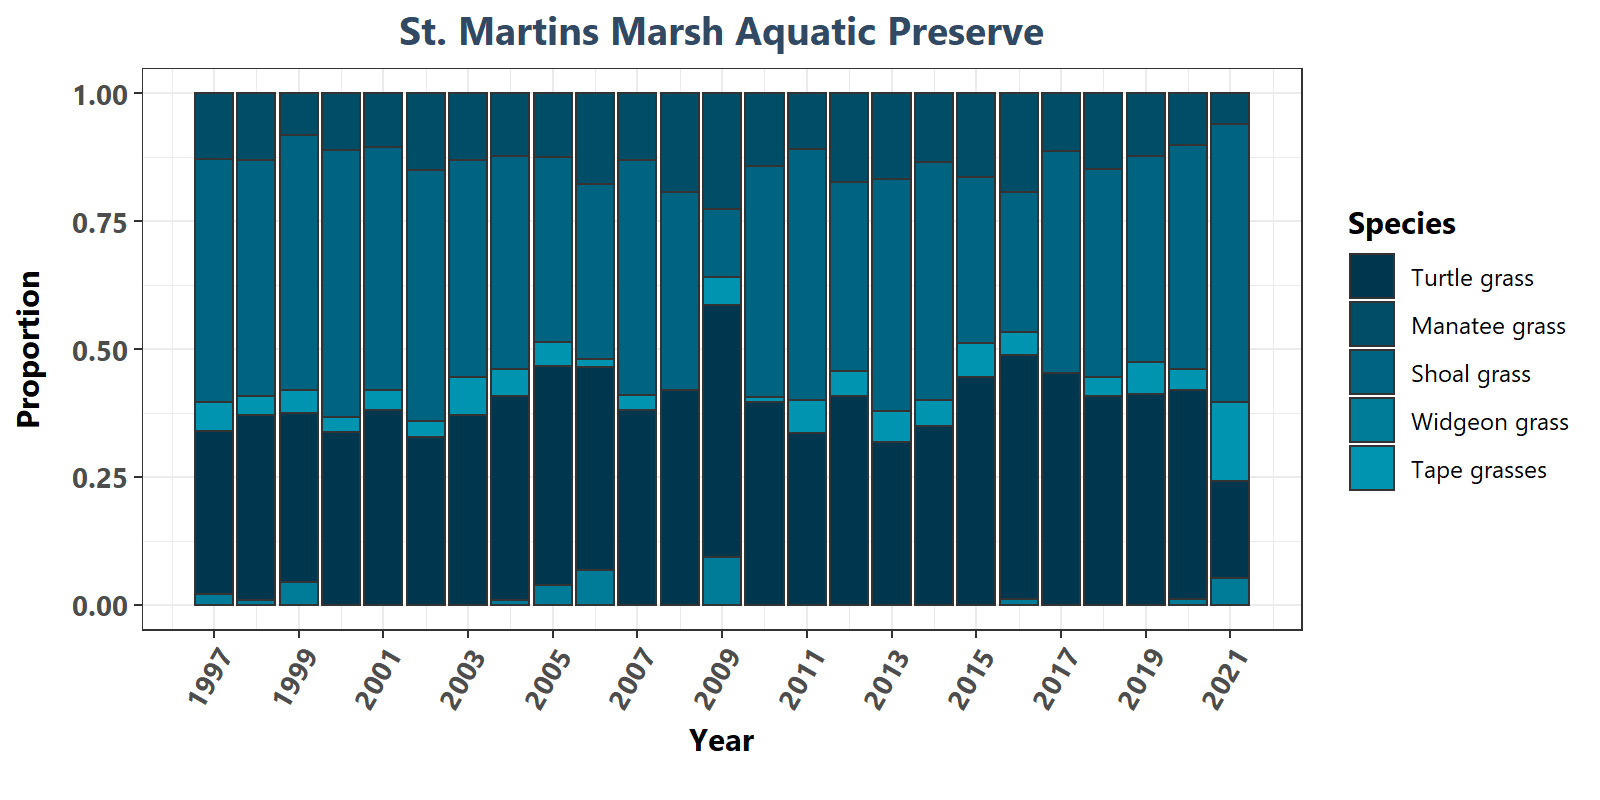 St. Martins Marsh Aquatic Preserve
1.00
0.75
0.50
0.25
0.00
Proportion
1997
1999
2001
2003
2005
2007
2009
2011
2013
2015
2017
2019
2021
Year
Species
Turtle grass
Manatee grass
Shoal grass
Widgeon grass
Tape grasses